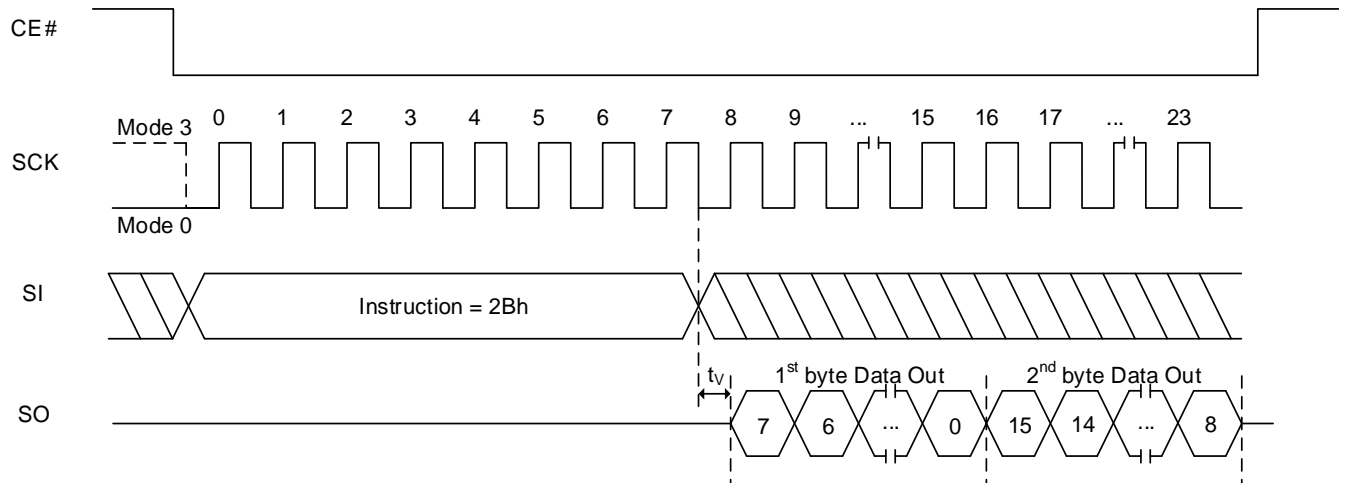 CE#
0 1 2 3 4 5 6 7 8 9 ... 15 16 17 ... 23
Mode 3
SCK
Mode 0
SI
Instruction = 2Bh
tV 1st byte Data Out 2nd byte Data Out
SO
7 6 ... 0 15 14 ... 8